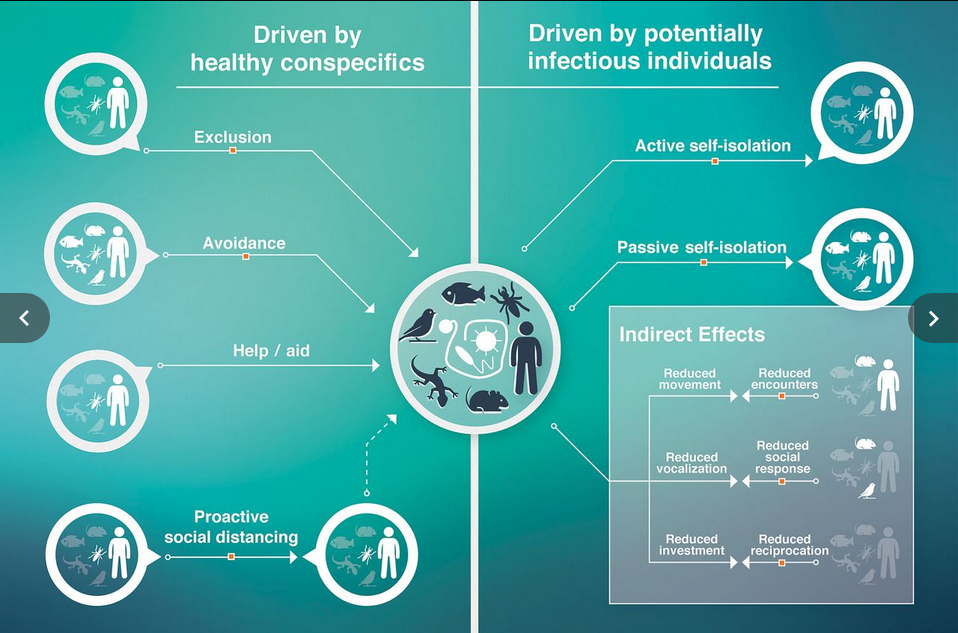 Driven by
healthy conspecifics
Driven by potentially
infectious individuals
Exclusion
Avoidance
Help / aid
Proactive
social distancing
Active self-isolation
Passive self-isolation
Indirect Effects
Reduced
movement
Reduced
encounters
Reduced
vocalization
Reduced
social
response
Reduced
investment
Reduced
reciprocation